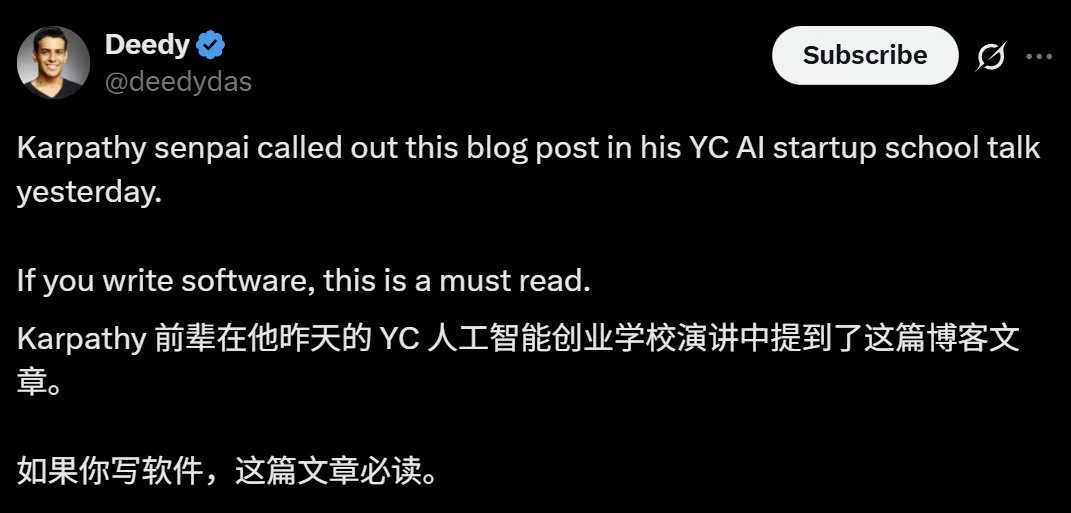 Deedy
@deedydas
Subscribe
Karpathy senpai called out this blog post in his YC AI startup school talk
yesterday.
If you write software, this is a must read.
Karpathy 前辈在他昨天的 YC 人工智能创业学校演讲中提到了这篇博客文
章。
如果你写软件，这篇文章必读。